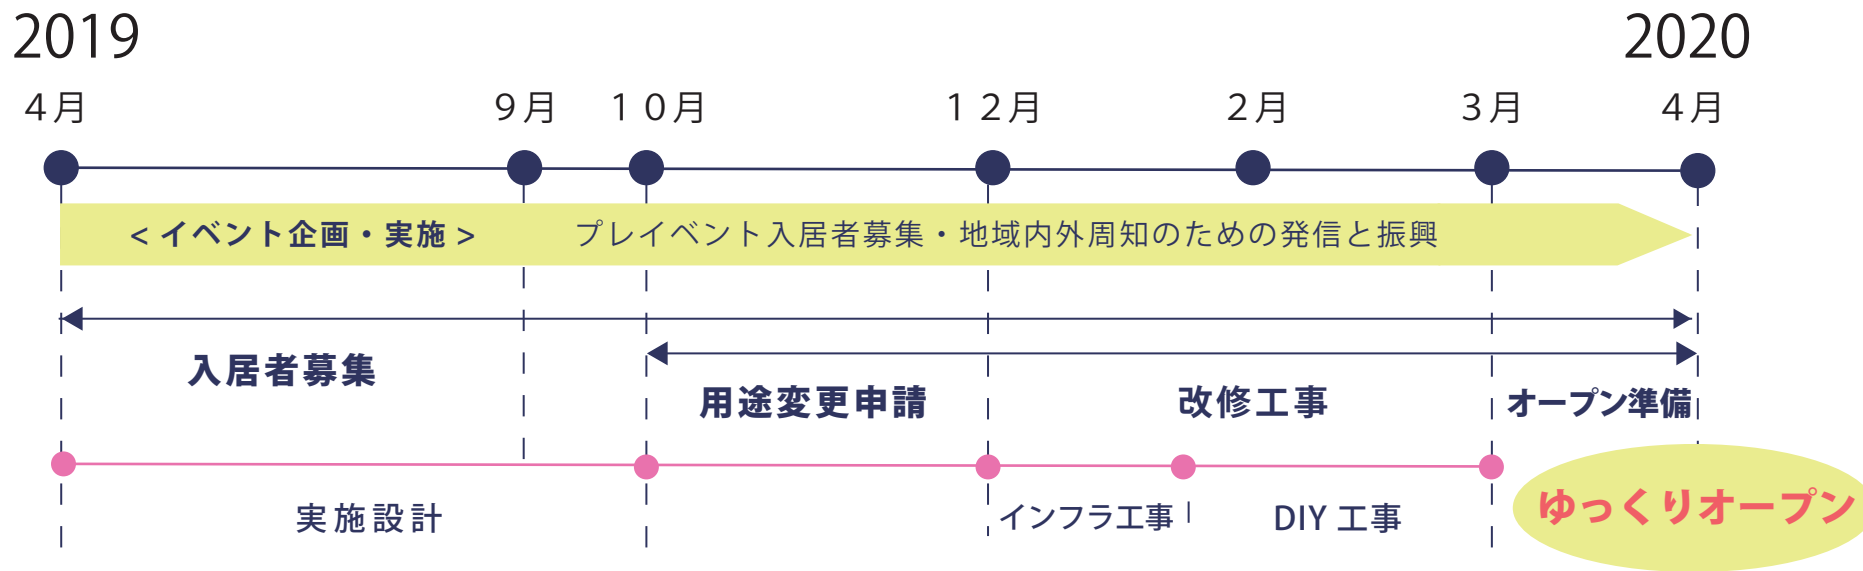 2019 2020
4月 9月 10月 12月 2月 3月 4月
<イベント企画・実施> プレイベント入居者募集・地域内外周知のための発信と振興
入居者募集
用途変更申請 改修工事 オープン準備
実施設計 インフラ工事 DIY工事 ゆっくりオープン